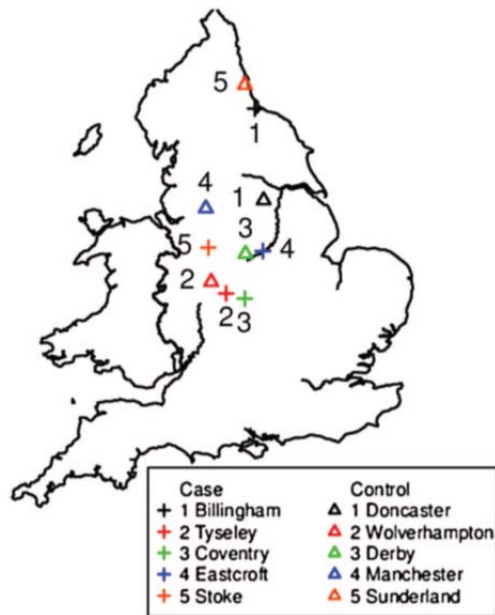 5
1
4
1
3
5
4
2
2
3
Case Control
+ 1 Billingham △ 1 Doncaster
+ 2 Tyseley △ 2 Wolverhampton
+ 3 Coventry △ 3 Derby
+ 4 Eastcroft △ 4 Manchester
+ 5 Stoke △ 5 Sunderland